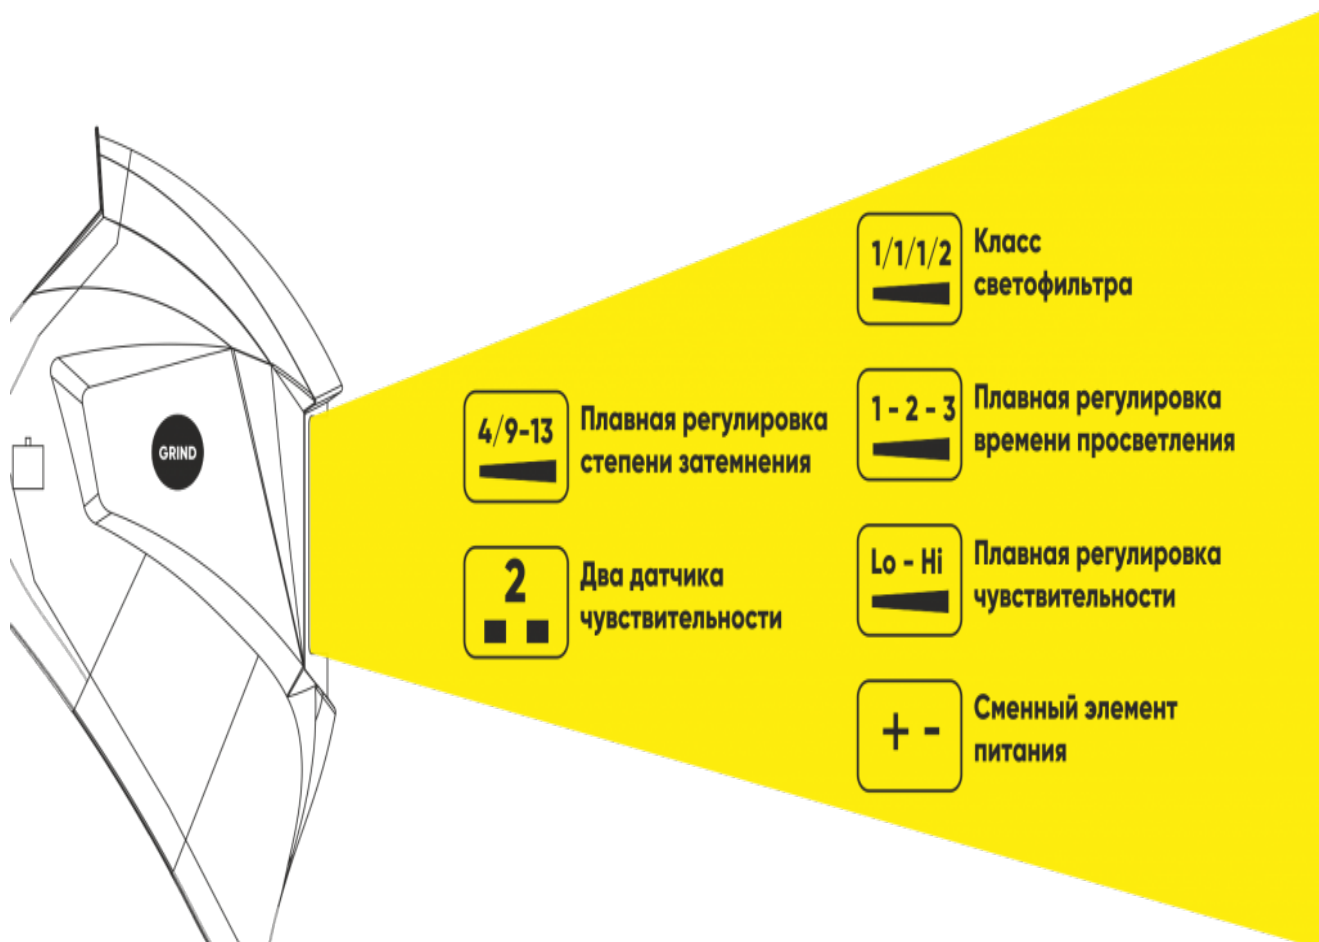 GRIND
4/9-13
Плавная регулировка
степени затемнения
2
Два датчика
чувствительности
1/1/1/2
Класс
светофильтра
1 - 2 - 3
Плавная регулировка
времени просветления
Lo - Hi
Плавная регулировка
чувствительности
+ -
Сменный элемент
питания